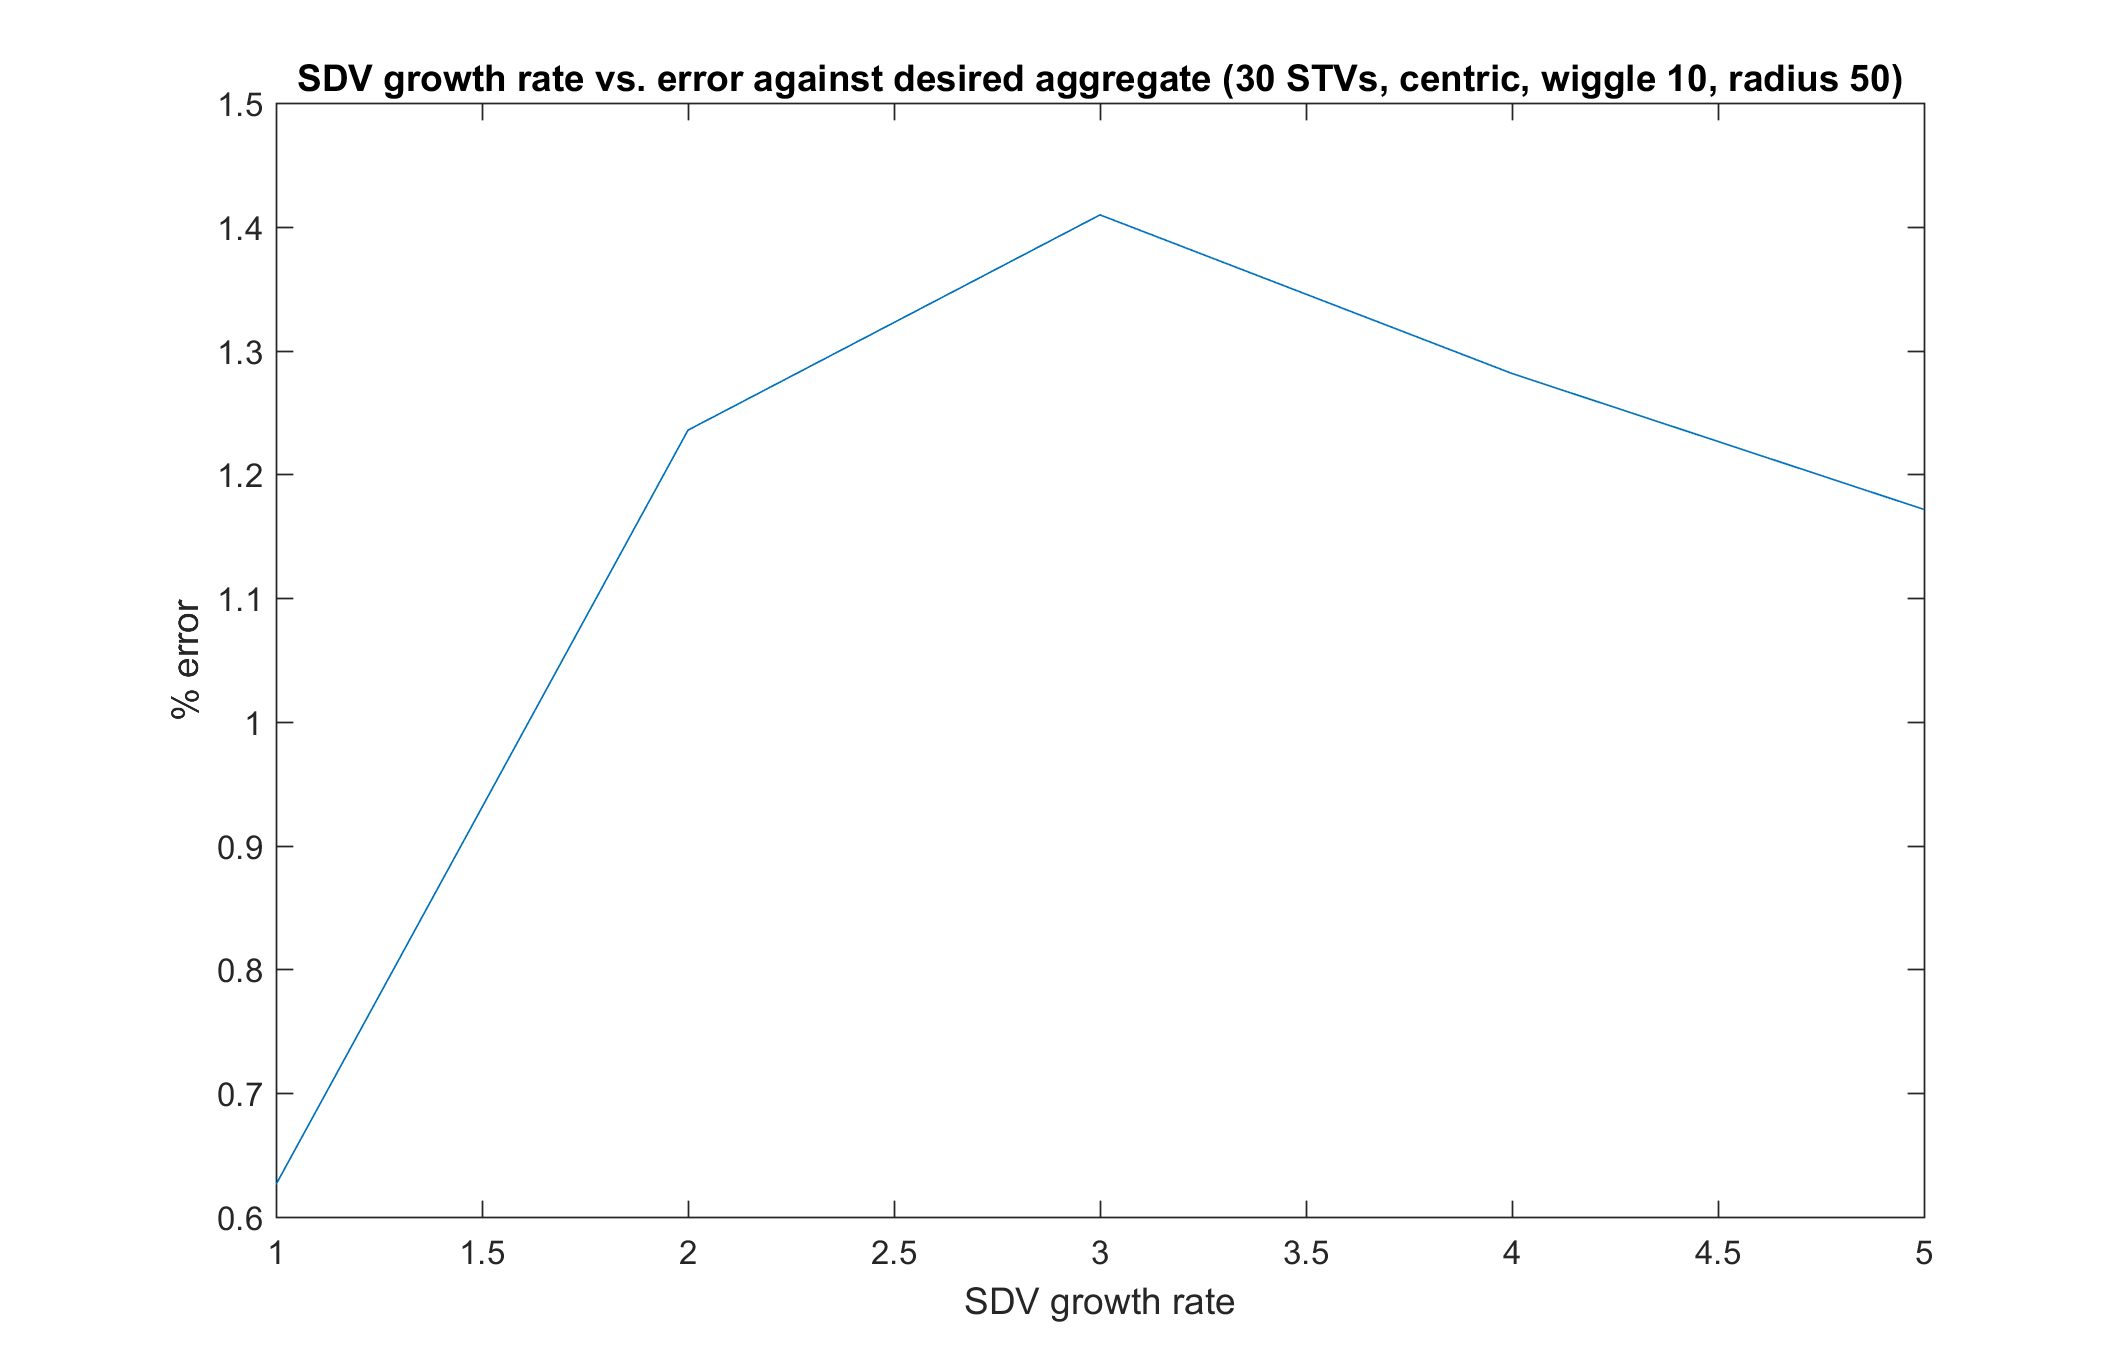 SDV growth rate vs. error against desired aggregate (30 STVs, centric, wiggle 10, radius 50)
1.5
1.4
1.3
1.2
1.1
1
0.9
0.8
0.7
0.6
% error
1 1.5 2 2.5 3 3.5 4 4.5 5
SDV growth rate